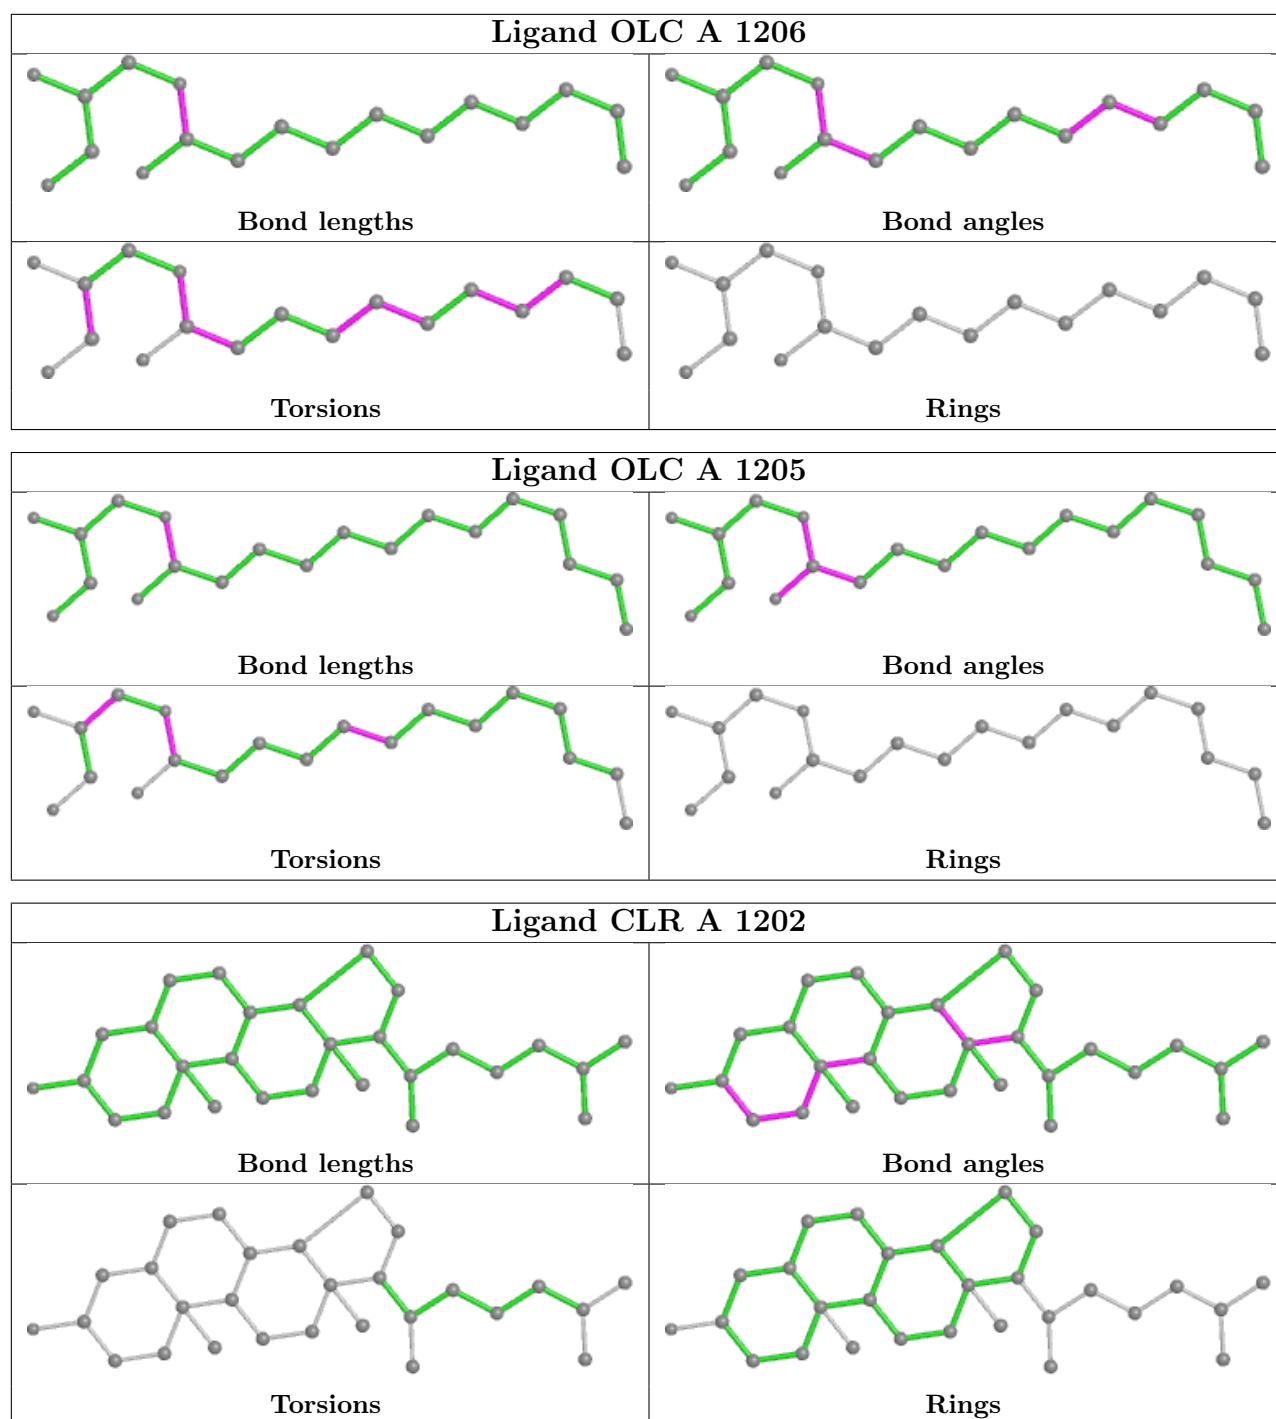 Ligand OLC A 1206
Bond lengths
Bond angles
Torsions
Rings
Ligand OLC A 1205
Bond lengths
Bond angles
Torsions
Rings
Ligand CLR A 1202
Bond lengths
Bond angles
Torsions
Rings